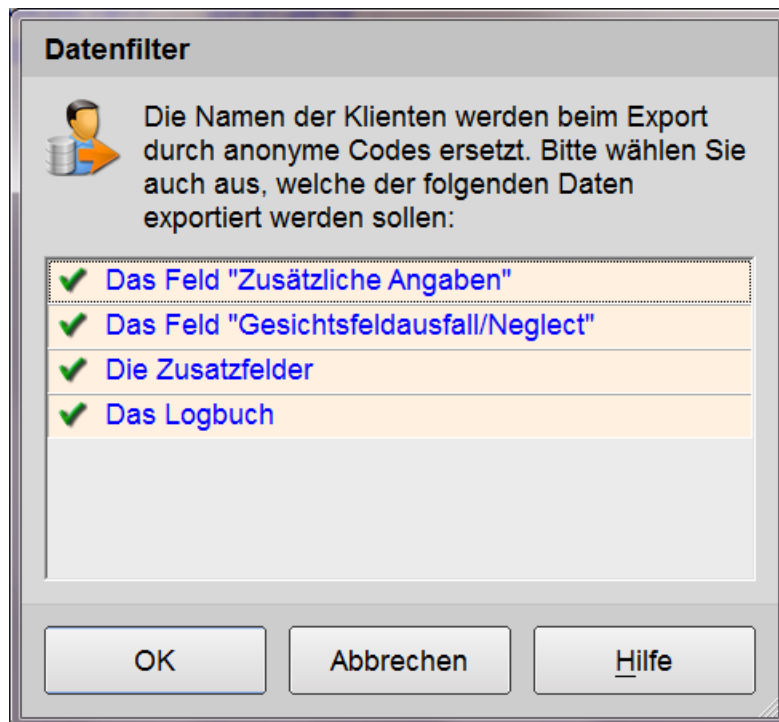 Datenfilter
Die Namen der Klienten werden beim Export
durch anonyme Codes ersetzt. Bitte wählen Sie
auch aus, welche der folgenden Daten
exportiert werden sollen:
Das Feld "Zusätzliche Angaben"
Das Feld "Gesichtsfeldausfall/Neglect"
Die Zusatzfelder
Das Logbuch
OK
Abbrechen
Hilfe